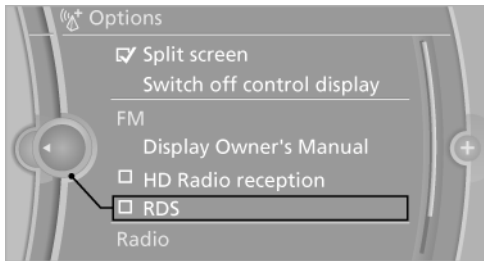 Options
Split screen
Switch off control display
FM
Display Owner's Manual
HD Radio reception
RDS
Radio